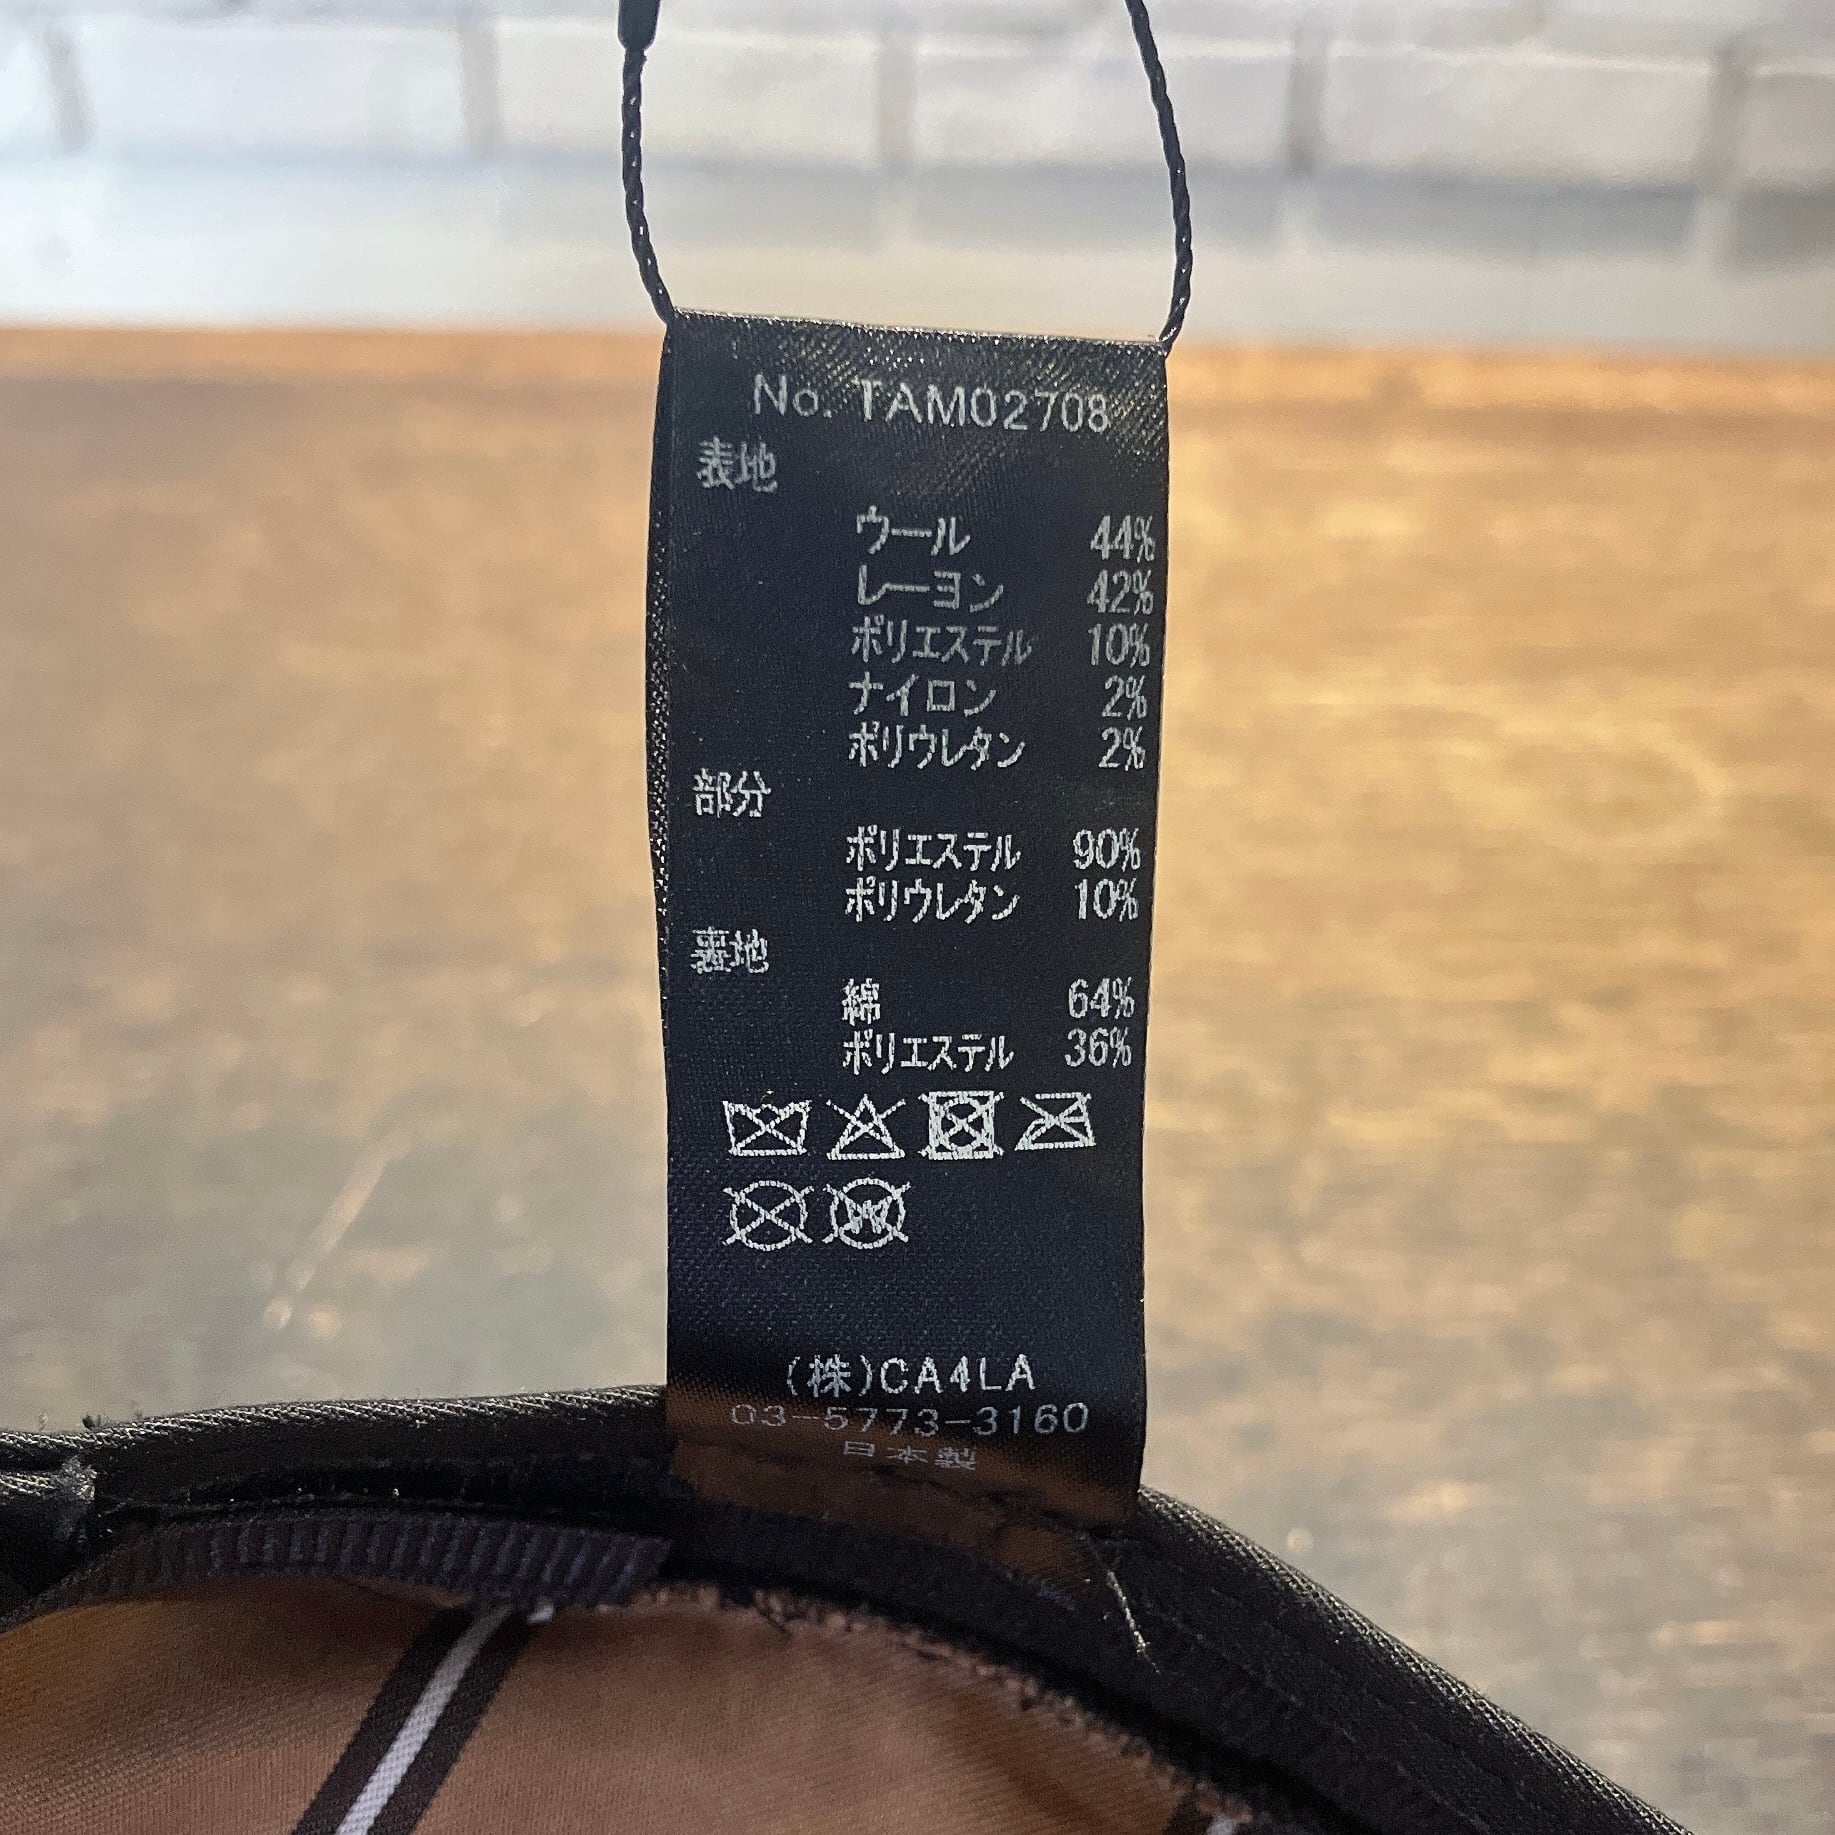 No. TAM02708
表地
ウール 44%
レーヨン 42%
ポリエステル 10%
ナイロン 2%
ポリウレタン 2%
部分
ポリエステル 90%
ポリウレタン 10%
裏地
綿 64%
ポリエステル 36%
(株)CA4LA
03-5773-3160
日本製